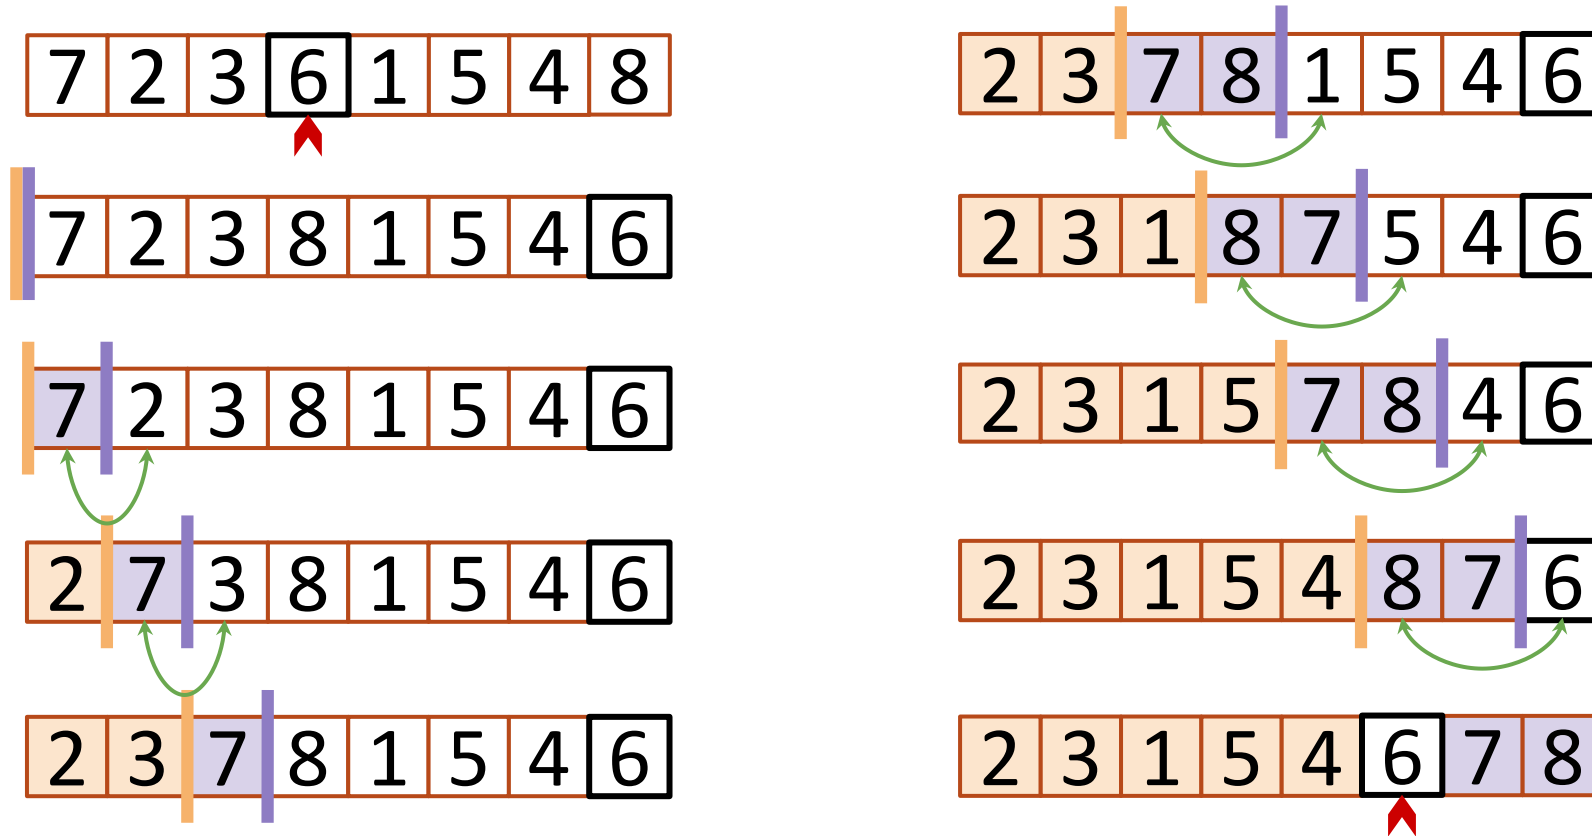 7 2 3 6 1 5 4 8
7 2 3 8 1 5 4 6
7 2 3 8 1 5 4 6
2 7 3 8 1 5 4 6
2 3 7 8 1 5 4 6
2 3 7 8 1 5 4 6
2 3 1 8 7 5 4 6
2 3 1 5 7 8 4 6
2 3 1 5 4 8 7 6
2 3 1 5 4 6 7 8